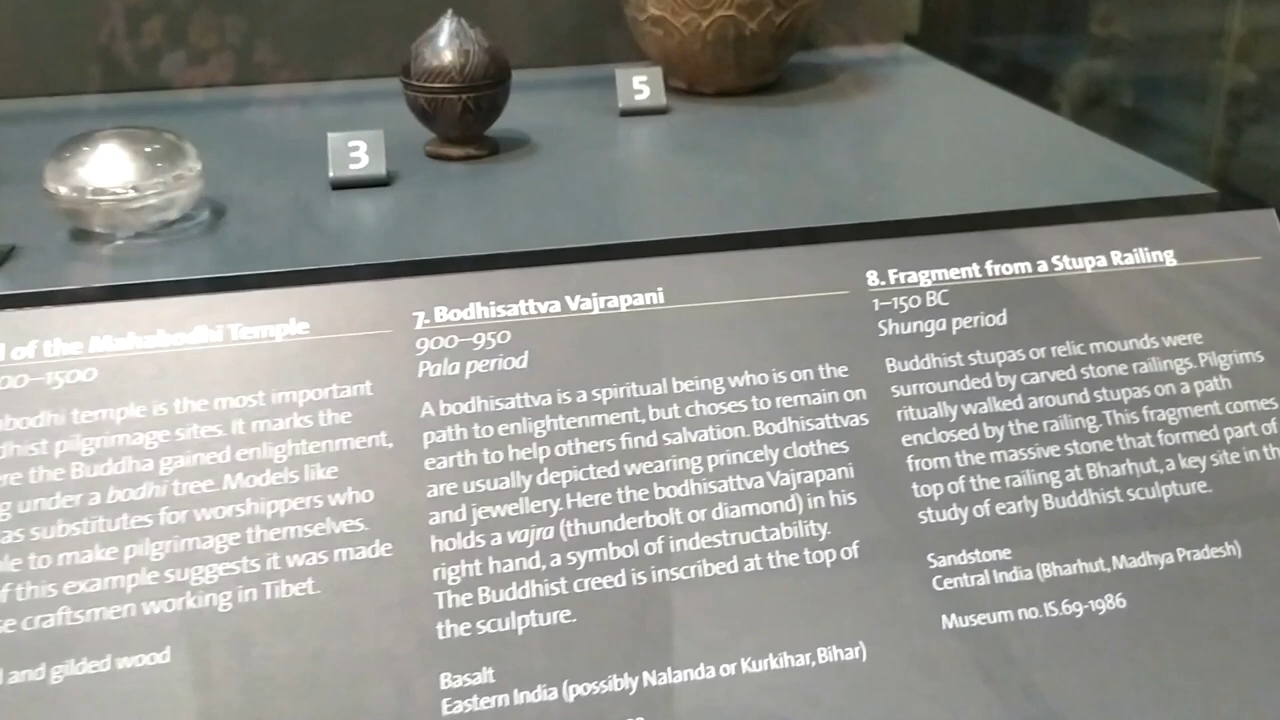 3
5
l of the Mahabodhi Temple
00–1500
bodhi temple is the most important
dhist pilgrimage sites. It marks the
re the Buddha gained enlightenment,
g under a bodhi tree. Models like
as substitutes for worshippers who
le to make pilgrimage themselves.
f this example suggests it was made
se craftsmen working in Tibet.
l and gilded wood
7. Bodhisattva Vajrapani
900–950
Pala period
A bodhisattva is a spiritual being who is on the
path to enlightenment, but choses to remain on
earth to help others find salvation. Bodhisattvas
are usually depicted wearing princely clothes
and jewellery. Here the bodhisattva Vajrapani
holds a vajra (thunderbolt or diamond) in his
right hand, a symbol of indestructability.
The Buddhist creed is inscribed at the top of
the sculpture.
Basalt
Eastern India (possibly Nalanda or Kurkihar, Bihar)
8. Fragment from a Stupa Railing
1–150 BC
Shunga period
Buddhist stupas or relic mounds were
surrounded by carved stone railings. Pilgrims
ritually walked around stupas on a path
enclosed by the railing. This fragment comes
from the massive stone that formed part of
top of the railing at Bharhut, a key site in th
study of early Buddhist sculpture.
Sandstone
Central India (Bharhut, Madhya Pradesh)
Museum no. IS.69-1986